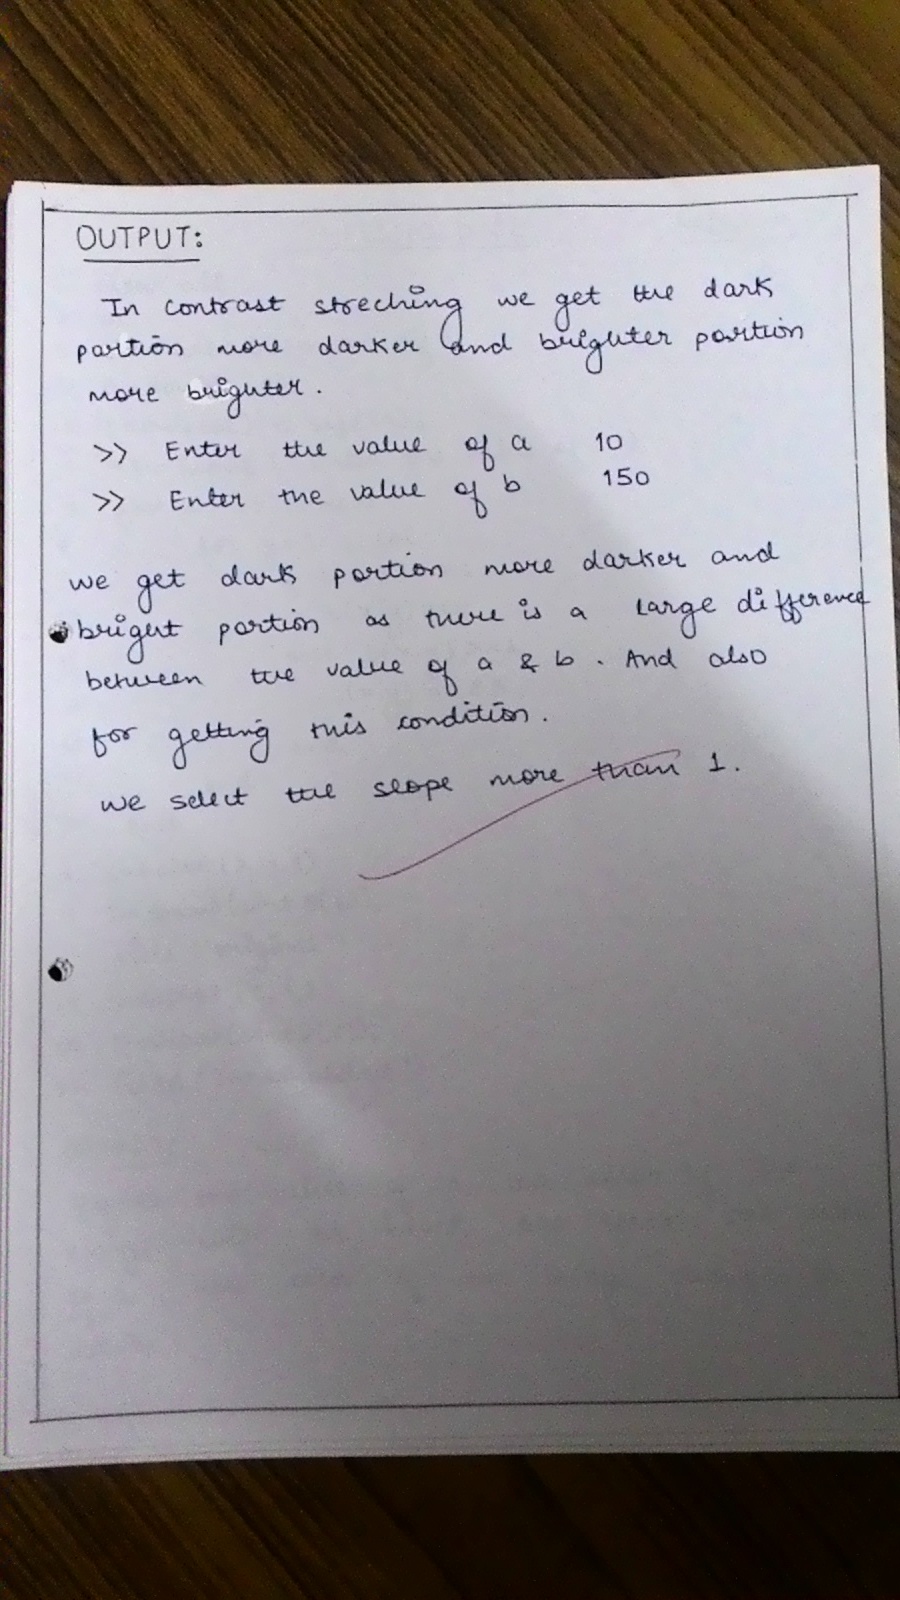 OUTPUT:
In contrast streching we get the dark
portion more darker and brighter portion
more brighter.
>> Enter the value of a 10
>> Enter the value of b 150
we get dark portion more darker and
bright portion as there is a large difference
between the value of a & b. And also
for getting this condition.
we select the slope more than 1.